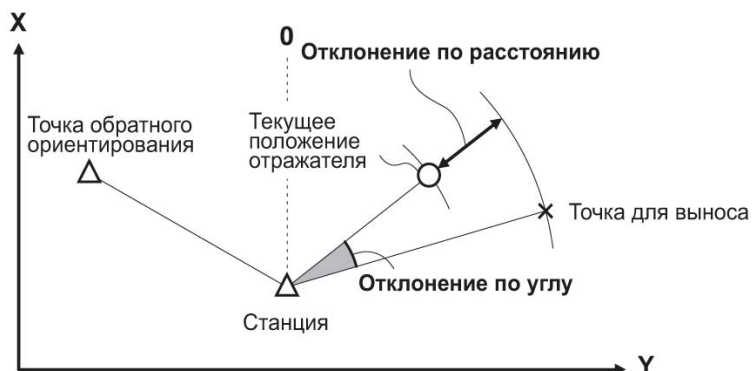 X
0
Отклонение по расстоянию
Точка обратного
ориентирования
Текущее
положение
отражателя
Точка для выноса
Отклонение по углу
Станция
Y